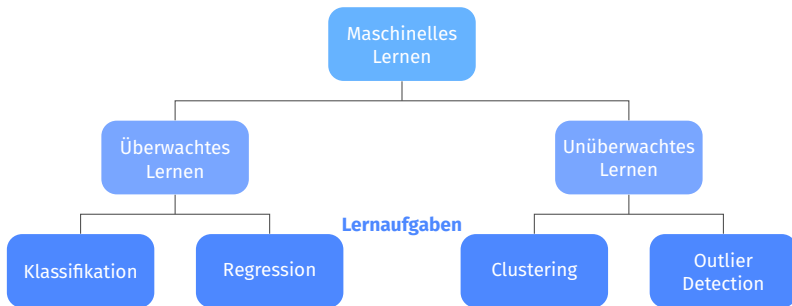 Maschinelles
Lernen
Überwachtes
Lernen
Unüberwachtes
Lernen
Lernaufgaben
Klassifikation
Regression
Clustering
Outlier
Detection